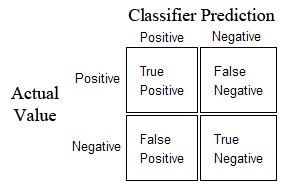 Classifier Prediction
Positive Negative
Actual
Value
Positive
True
Positive
False
Negative
Negative
False
Positive
True
Negative